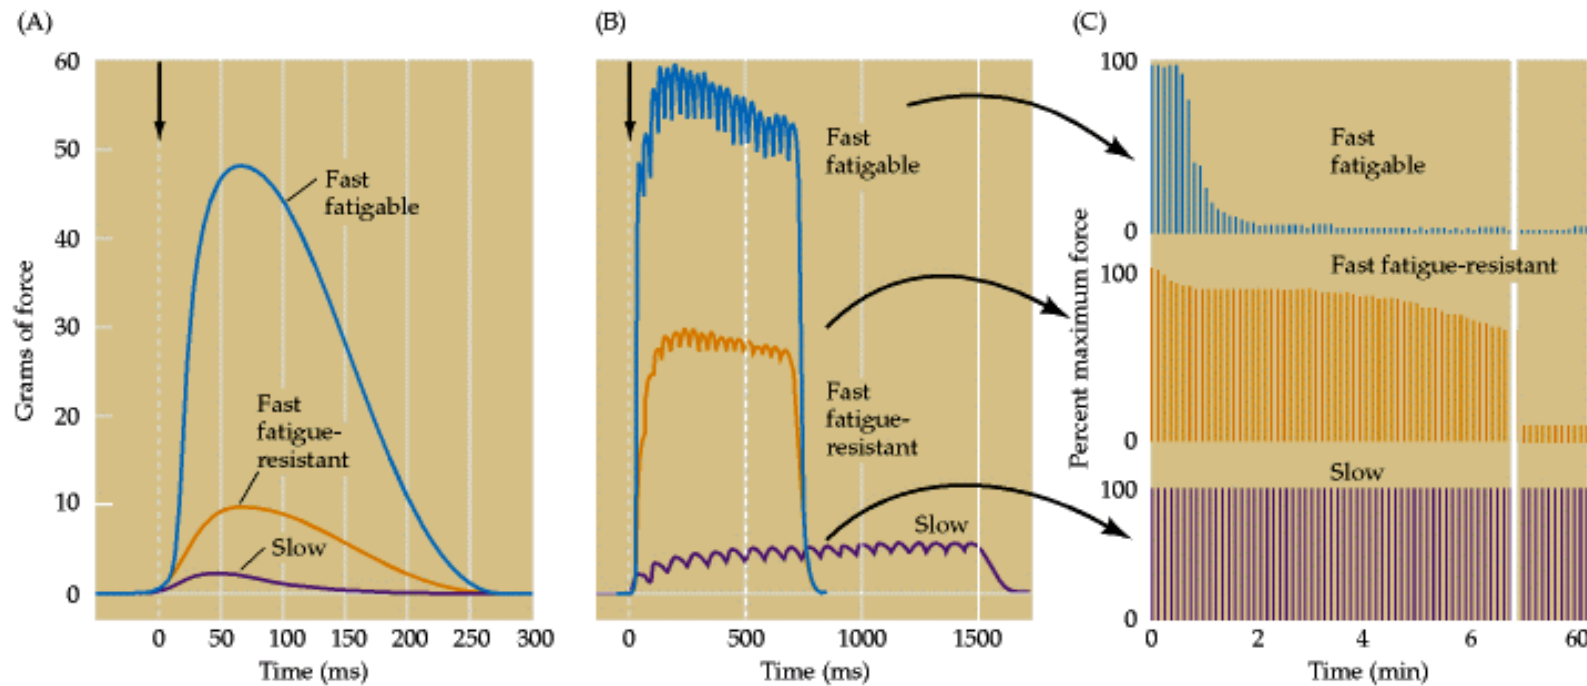 (A)
60
50
40
30
20
10
0
Grams of force
Fast
fatigable
Fast
fatigue-
resistant
Slow
0 50 100 150 200 250 300
Time (ms)
(B)
Fast
fatigable
Fast
fatigue-
resistant
Slow
0 500 1000 1500
Time (ms)
(C)
Percent maximum force
100
Fast
fatigable
0
100
Fast fatigue-resistant
0
Slow
100
0
0 2 4 6 60
Time (min)